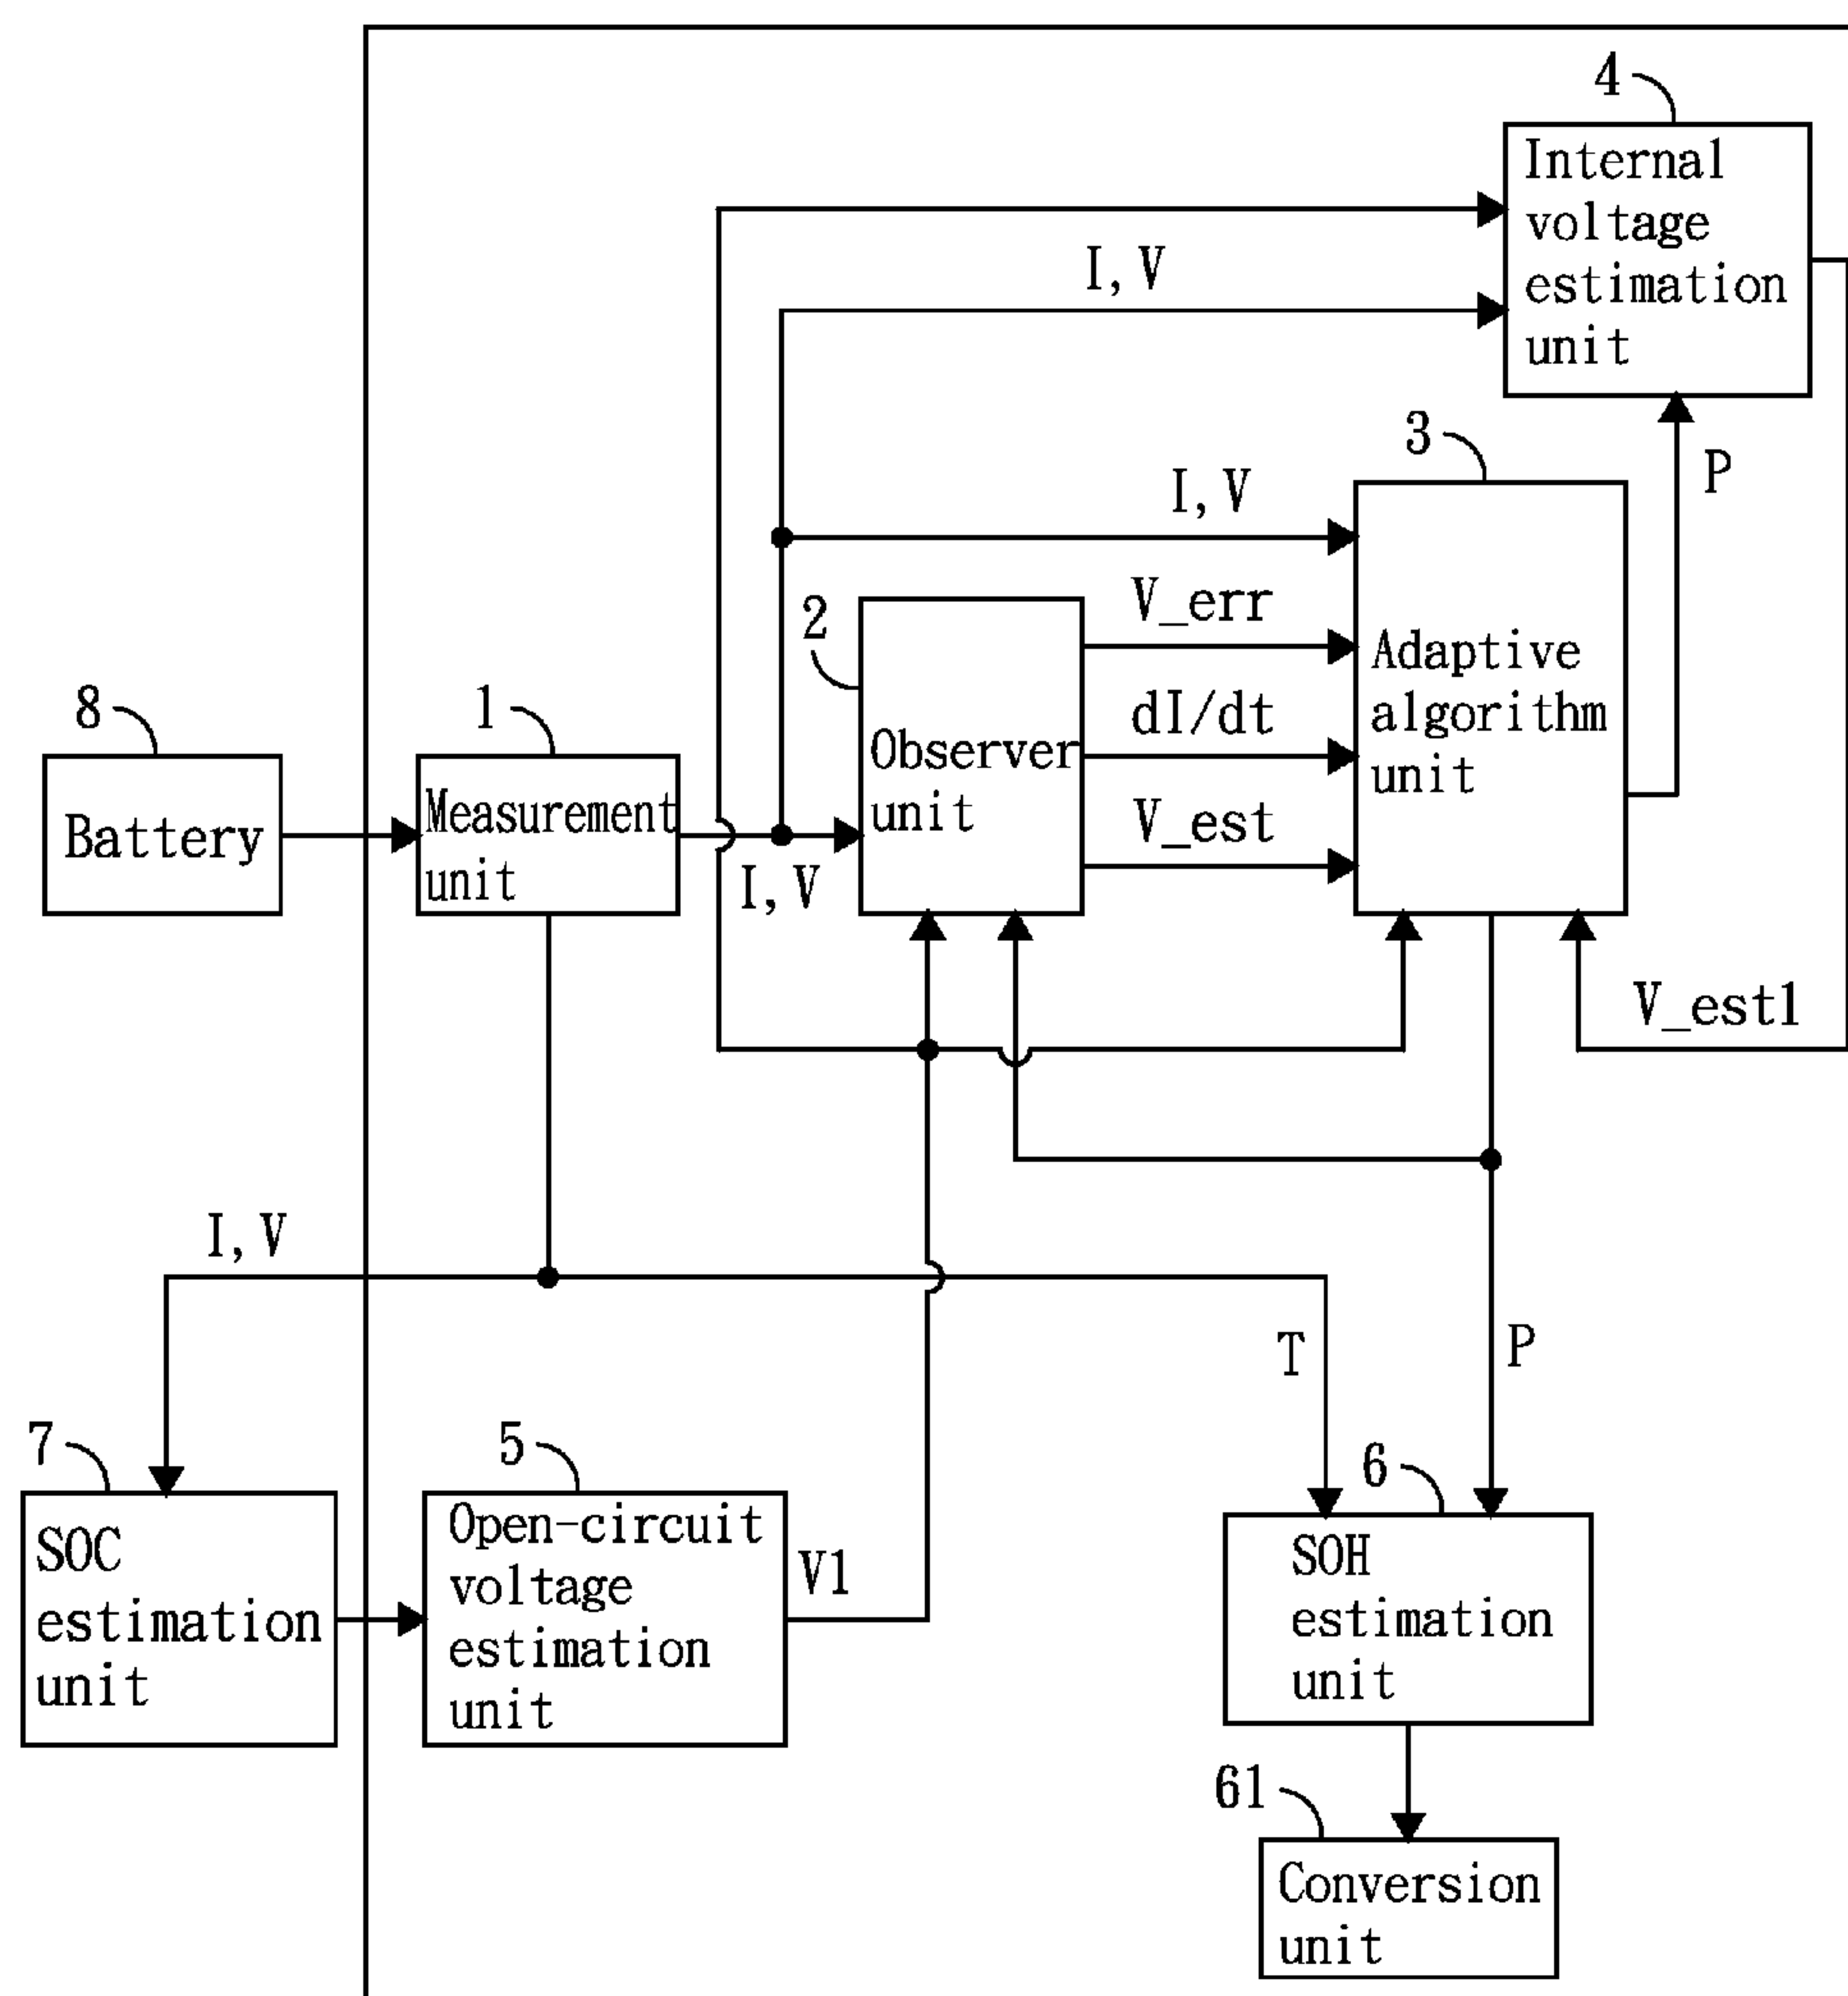 4
Internal
voltage
estimation
unit
I, V
3
P
I, V
V_err
2
Adaptive
algorithm
unit
dI/dt
8
1
Observer
unit
Battery
Measurement
unit
V_est
I, V
V_est1
I, V
T
P
7
5
6
SOC
estimation
unit
Open-circuit
voltage
estimation
unit
V1
SOH
estimation
unit
61
Conversion
unit